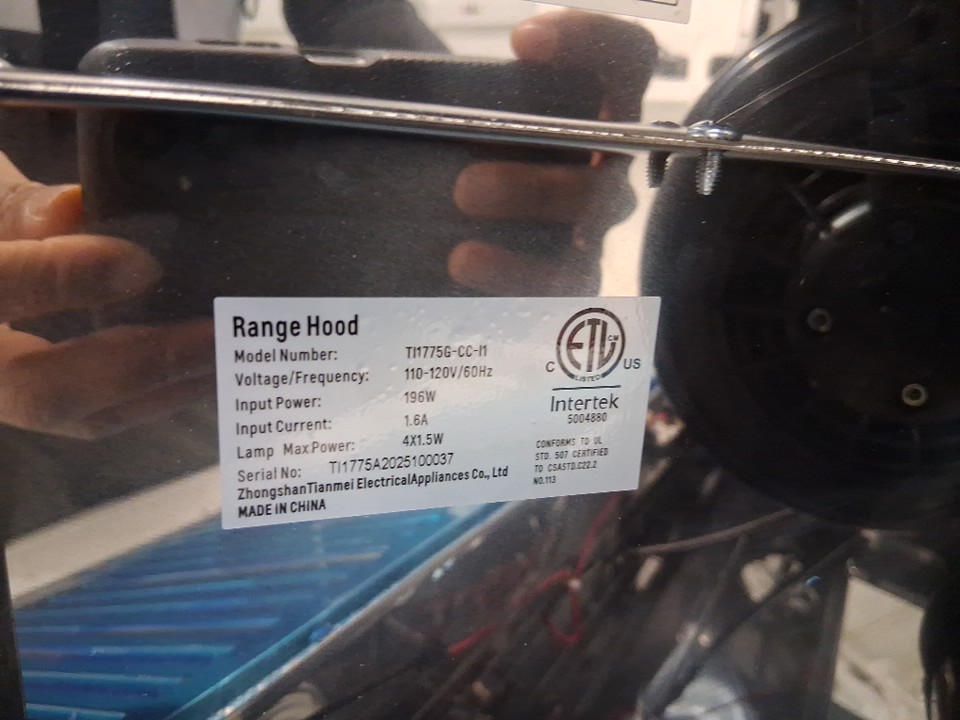 Range Hood
Model Number: TI1775G-CC-I1
Voltage/Frequency: 110-120V/60Hz
Input Power: 196W
Input Current: 1.6A
Lamp Max Power: 4X1.5W
Serial No: TI1775A2025100037
ZhongshanTianmei ElectricalAppliances Co., Ltd
MADE IN CHINA
ETL CM
LISTED
C US
Intertek
5004880
CONFORMS TO UL
STD. 507 CERTIFIED
TO CSASTD.C22.2
NO.113